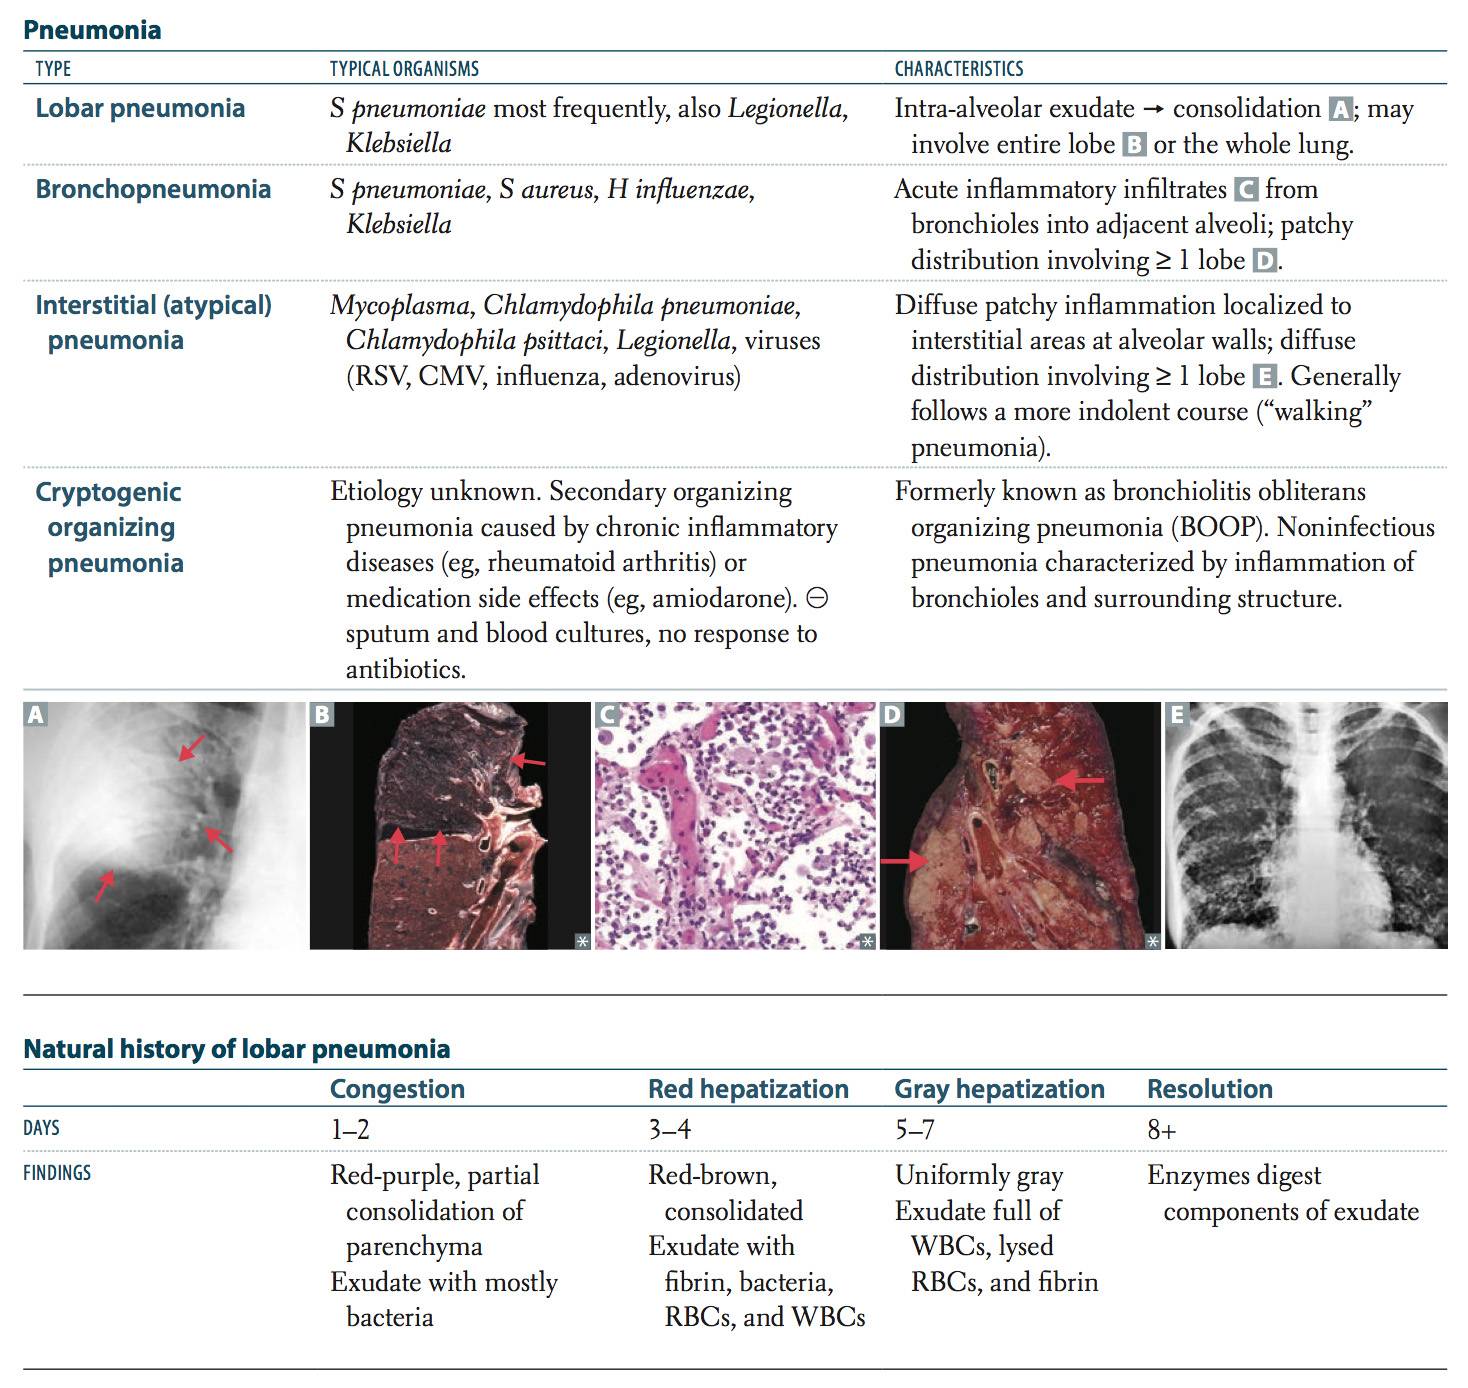 Pneumonia
TYPE TYPICAL ORGANISMS CHARACTERISTICS
Lobar pneumonia
S pneumoniae most frequently, also Legionella,
Klebsiella
Intra-alveolar exudate → consolidation A; may
involve entire lobe B or the whole lung.
Bronchopneumonia
S pneumoniae, S aureus, H influenzae,
Klebsiella
Acute inflammatory infiltrates C from
bronchioles into adjacent alveoli; patchy
distribution involving ≥ 1 lobe D.
Interstitial (atypical)
pneumonia
Mycoplasma, Chlamydophila pneumoniae,
Chlamydophila psittaci, Legionella, viruses
(RSV, CMV, influenza, adenovirus)
Diffuse patchy inflammation localized to
interstitial areas at alveolar walls; diffuse
distribution involving ≥ 1 lobe E. Generally
follows a more indolent course (“walking”
pneumonia).
Cryptogenic
organizing
pneumonia
Etiology unknown. Secondary organizing
pneumonia caused by chronic inflammatory
diseases (eg, rheumatoid arthritis) or
medication side effects (eg, amiodarone). ⊖
sputum and blood cultures, no response to
antibiotics.
Formerly known as bronchiolitis obliterans
organizing pneumonia (BOOP). Noninfectious
pneumonia characterized by inflammation of
bronchioles and surrounding structure.
A B C D E
* * *
Natural history of lobar pneumonia
Congestion Red hepatization Gray hepatization Resolution
DAYS 1–2 3–4 5–7 8+
FINDINGS
Red-purple, partial
consolidation of
parenchyma
Exudate with mostly
bacteria
Red-brown,
consolidated
Exudate with
fibrin, bacteria,
RBCs, and WBCs
Uniformly gray
Exudate full of
WBCs, lysed
RBCs, and fibrin
Enzymes digest
components of exudate